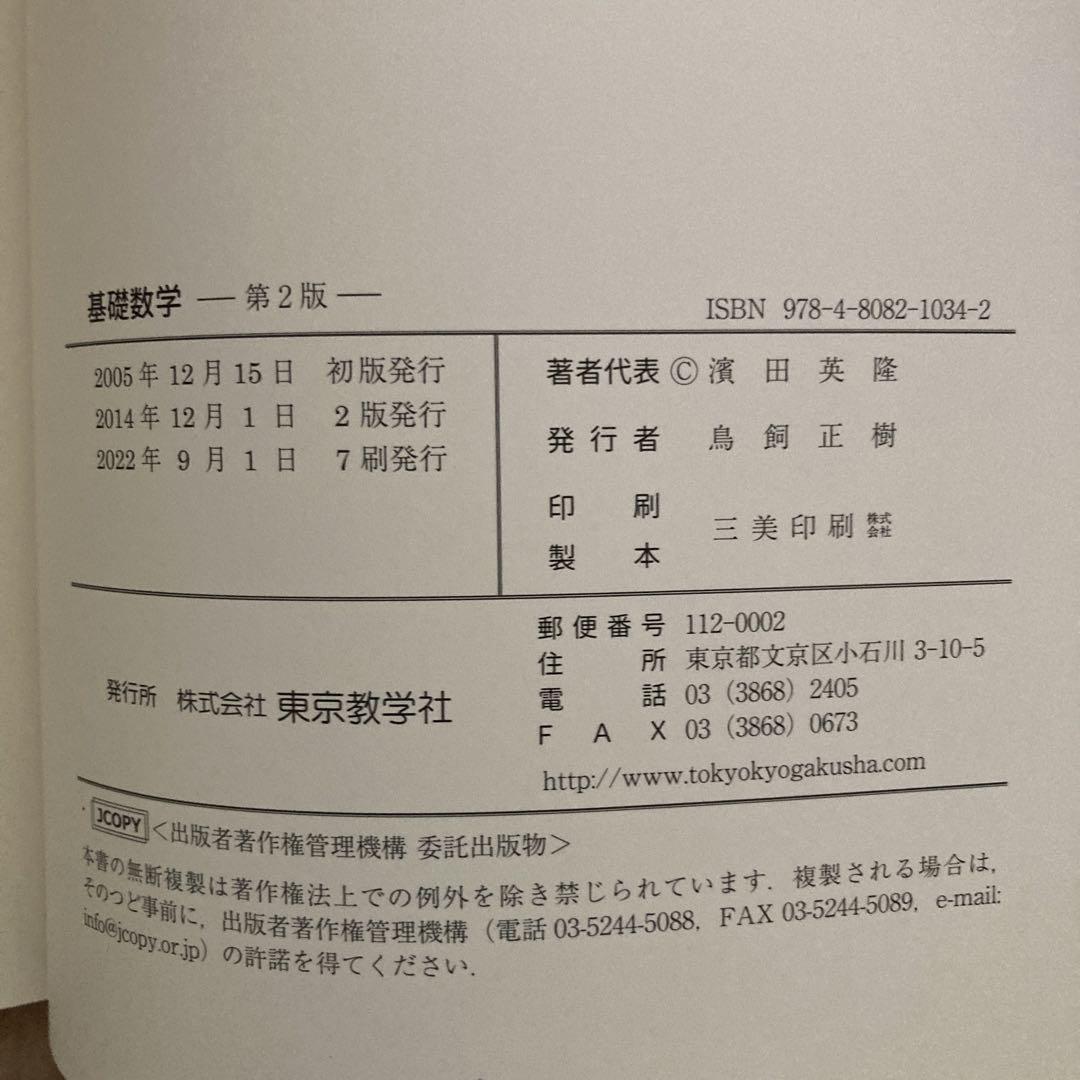 基礎数学 — 第2版 —
ISBN 978-4-8082-1034-2
2005年 12月 15日 初版発行
2014年 12月 1日 2版発行
2022年 9月 1日 7刷発行
著者代表 Ⓒ 濱田英隆
発行者 鳥飼正樹
印刷
製本
三美印刷 株式会社
発行所 株式会社 東京教学社
郵便番号 112-0002
住所 東京都文京区小石川 3-10-5
電話 03 (3868) 2405
FAX 03 (3868) 0673
http://www.tokyokyogakusha.com
・JCOPY <出版者著作権管理機構 委託出版物>
本書の無断複製は著作権法上での例外を除き禁じられています. 複製される場合は,
そのつど事前に, 出版者著作権管理機構 (電話 03-5244-5088, FAX 03-5244-5089, e-mail:
info@jcopy.or.jp) の許諾を得てください.